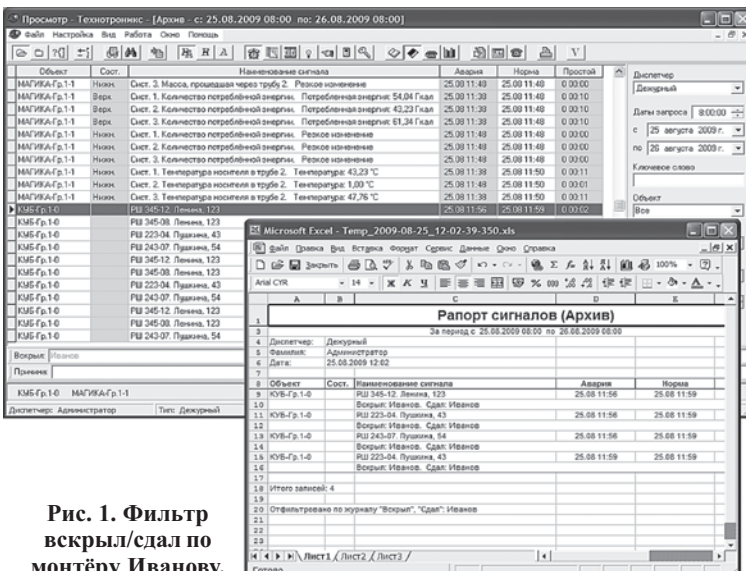 Просмотр - Технотроникс - [Архив - с: 25.08.2009 08:00 по: 26.08.2009 08:00]
Файл Настройка Вид Работа Окно Помощь
Объект Сост. Наименование сигнала Авария Норма Простой
МАГИКА-Гр.1-1 Нижн. Сист. 3. Масса, прошедшая через трубу 2. Резкое изменение 25.08 11:48 25.08 11:48 0 00:00
МАГИКА-Гр.1-1 Верх. Сист. 1. Количество потреблённой энергии. Потребленная энергия: 54,04 Гкал 25.08 11:38 25.08 11:48 0 00:10
МАГИКА-Гр.1-1 Верх. Сист. 2. Количество потреблённой энергии. Потребленная энергия: 43,23 Гкал 25.08 11:38 25.08 11:48 0 00:10
МАГИКА-Гр.1-1 Верх. Сист. 3. Количество потреблённой энергии. Потребленная энергия: 61,34 Гкал 25.08 11:38 25.08 11:48 0 00:10
МАГИКА-Гр.1-1 Нижн. Сист. 1. Количество потреблённой энергии. Резкое изменение 25.08 11:48 25.08 11:48 0 00:00
МАГИКА-Гр.1-1 Нижн. Сист. 2. Количество потреблённой энергии. Резкое изменение 25.08 11:48 25.08 11:48 0 00:00
МАГИКА-Гр.1-1 Нижн. Сист. 3. Количество потреблённой энергии. Резкое изменение 25.08 11:48 25.08 11:48 0 00:00
МАГИКА-Гр.1-1 Нижн. Сист. 1. Температура носителя в трубе 2. Температура: 43,23 °C 25.08 11:38 25.08 11:50 0 00:11
МАГИКА-Гр.1-1 Нижн. Сист. 2. Температура носителя в трубе 2. Температура: 1,00 °C 25.08 11:48 25.08 11:50 0 00:01
МАГИКА-Гр.1-1 Нижн. Сист. 3. Температура носителя в трубе 2. Температура: 47,76 °C 25.08 11:38 25.08 11:50 0 00:11
КУБ-Гр.1-0 РШ 345-12. Ленина, 123 25.08 11:56 25.08 11:59 0 00:02
КУБ-Гр.1-0 РШ 345-08. Ленина, 123
КУБ-Гр.1-0 РШ 223-04. Пушкина, 43
КУБ-Гр.1-0 РШ 243-07. Пушкина, 54
КУБ-Гр.1-0 РШ 345-12. Ленина, 123
КУБ-Гр.1-0 РШ 345-08. Ленина, 123
КУБ-Гр.1-0 РШ 223-04. Пушкина, 43
КУБ-Гр.1-0 РШ 243-07. Пушкина, 54
КУБ-Гр.1-0 РШ 345-12. Ленина, 123
КУБ-Гр.1-0 РШ 345-08. Ленина, 123
КУБ-Гр.1-0 РШ 243-07. Пушкина, 54
Вскрыл: Иванов
Причина:
КУБ-Гр.1-0 МАГИКА-Гр.1-1
Диспетчер: Администратор Тип: Дежурный
Диспетчер
Дежурный
Даты запроса 8:00:00
с 25 августа 2009 г.
по 26 августа 2009 г.
Ключевое слово
Объект
Все
Microsoft Excel - Temp_2009-08-25_12-02-39-350.xls
Файл Правка Вид Вставка Формат Сервис Данные Окно Справка
Закрыть 100%
Arial CYR 14 Ж К Ч
A B C D E
1 Рапорт сигналов (Архив)
3 За период с 25.08.2009 08:00 по 26.08.2009 08:00
4 Диспетчер: Дежурный
5 Фамилия: Администратор
6 Дата: 25.08.2009 12:02
7
8 Объект Сост. Наименование сигнала Авария Норма
9 КУБ-Гр.1-0 РШ 345-12. Ленина, 123 25.08 11:56 25.08 11:59
10 Вскрыл: Иванов. Сдал: Иванов
11 КУБ-Гр.1-0 РШ 223-04. Пушкина, 43 25.08 11:56 25.08 11:59
12 Вскрыл: Иванов. Сдал: Иванов
13 КУБ-Гр.1-0 РШ 243-07. Пушкина, 54 25.08 11:56 25.08 11:59
14 Вскрыл: Иванов. Сдал: Иванов
15 КУБ-Гр.1-0 РШ 223-04. Пушкина, 43 25.08 11:56 25.08 11:59
16 Вскрыл: Иванов. Сдал: Иванов
17
18 Итого записей: 4
19
20 Отфильтровано по журналу "Вскрыл", "Сдал": Иванов
21
22
23
Лист1 Лист2 Лист3
Готово
Рис. 1. Фильтр
вскрыл/сдал по
монтёру Иванову.